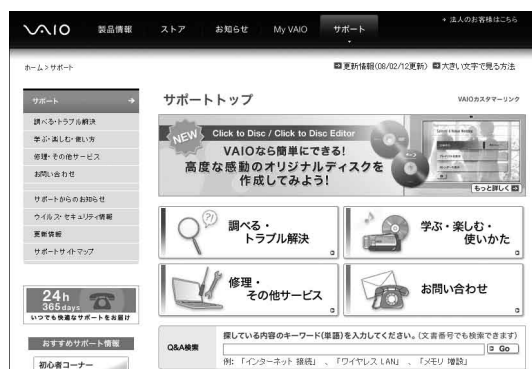 VAIO
製品情報
ストア
お知らせ
My VAIO
サポート
+ 法人のお客様はこちら
ホーム > サポート
更新情報(08/02/12更新)
大きい文字で見る方法
サポート →
調べる・トラブル解決
学ぶ・楽しむ・使い方
修理・その他サービス
お問い合わせ
サポートからのお知らせ
ウイルス・セキュリティ情報
更新情報
サポートサイトマップ
24h
365days
いつでも快適なサポートをお届け
おすすめサポート情報
初心者コーナー
サポートトップ
VAIOカスタマーリンク
NEW
Click to Disc / Click to Disc Editor
VAIOなら簡単にできる!
高度な感動のオリジナルディスクを
作成してみよう!
もっと詳しく
調べる・
トラブル解決
学ぶ・楽しむ・
使いかた
修理・
その他サービス
お問い合わせ
Q&A検索
探している内容のキーワード(単語)を入力してください。(文書番号でも検索できます)
Go
例: 「インターネット 接続」 、 「ワイヤレス LAN」 、 「メモリ 増設」